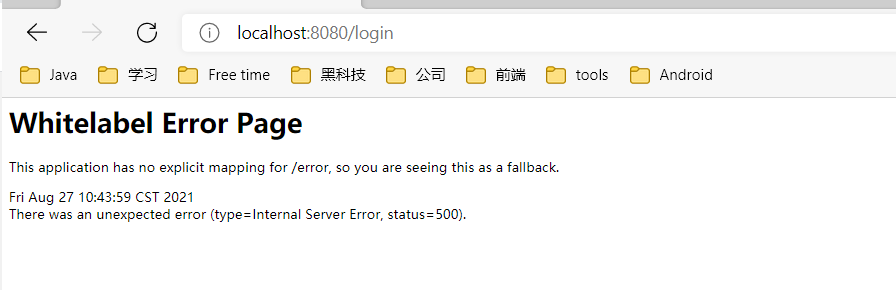 localhost:8080/login
Java 学习 Free time 黑科技 公司 前端 tools Android
Whitelabel Error Page
This application has no explicit mapping for /error, so you are seeing this as a fallback.
Fri Aug 27 10:43:59 CST 2021
There was an unexpected error (type=Internal Server Error, status=500).